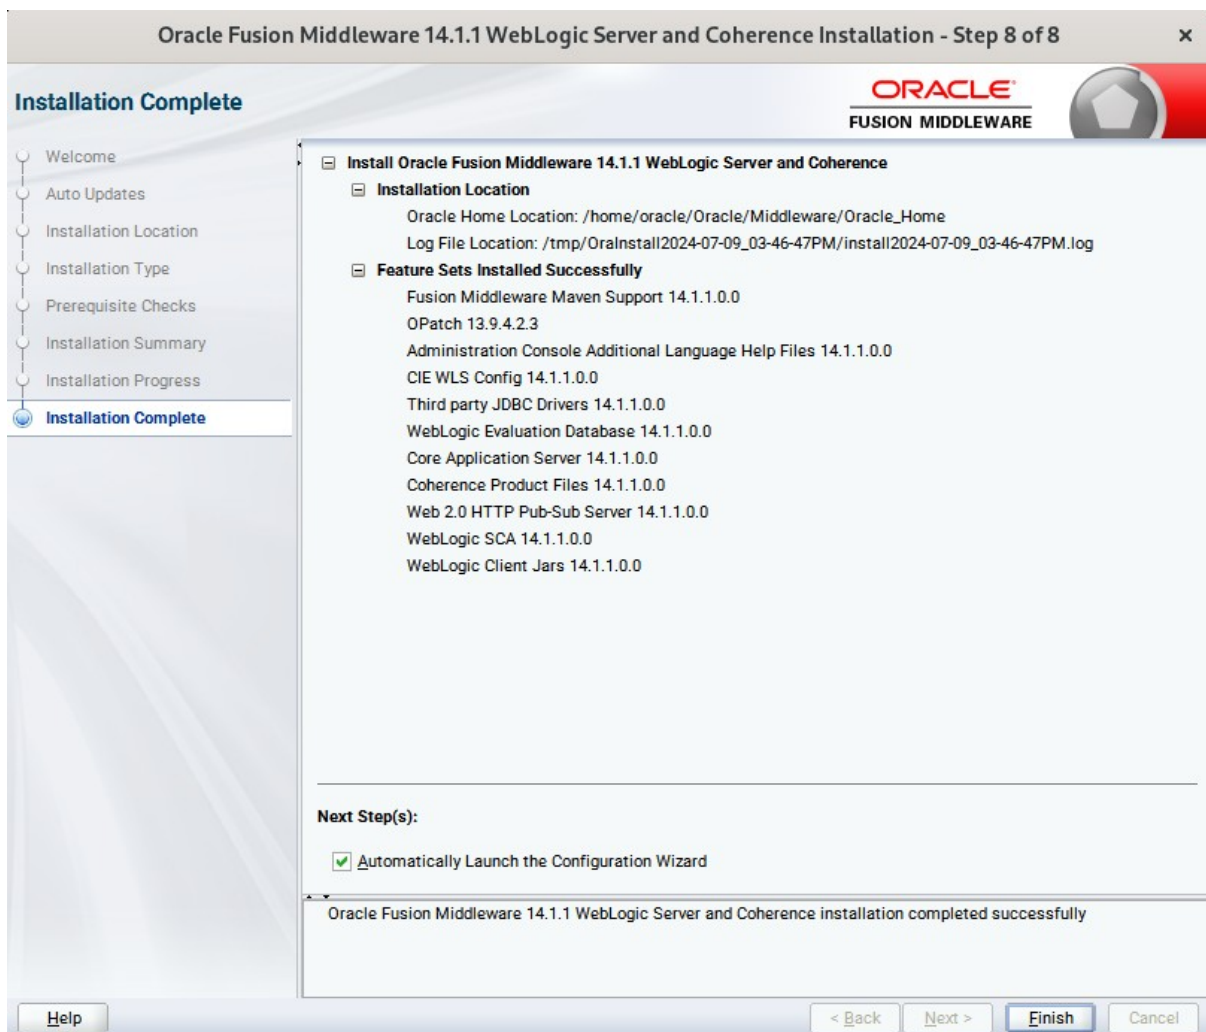 Oracle Fusion Middleware 14.1.1 WebLogic Server and Coherence Installation - Step 8 of 8
Installation Complete
ORACLE
FUSION MIDDLEWARE
Welcome
Auto Updates
Installation Location
Installation Type
Prerequisite Checks
Installation Summary
Installation Progress
Installation Complete
Install Oracle Fusion Middleware 14.1.1 WebLogic Server and Coherence
Installation Location
Oracle Home Location: /home/oracle/Oracle/Middleware/Oracle_Home
Log File Location: /tmp/OraInstall2024-07-09_03-46-47PM/install2024-07-09_03-46-47PM.log
Feature Sets Installed Successfully
Fusion Middleware Maven Support 14.1.1.0.0
OPatch 13.9.4.2.3
Administration Console Additional Language Help Files 14.1.1.0.0
CIE WLS Config 14.1.1.0.0
Third party JDBC Drivers 14.1.1.0.0
WebLogic Evaluation Database 14.1.1.0.0
Core Application Server 14.1.1.0.0
Coherence Product Files 14.1.1.0.0
Web 2.0 HTTP Pub-Sub Server 14.1.1.0.0
WebLogic SCA 14.1.1.0.0
WebLogic Client Jars 14.1.1.0.0
Next Step(s):
Automatically Launch the Configuration Wizard
Oracle Fusion Middleware 14.1.1 WebLogic Server and Coherence installation completed successfully
Help
< Back
Next >
Finish
Cancel